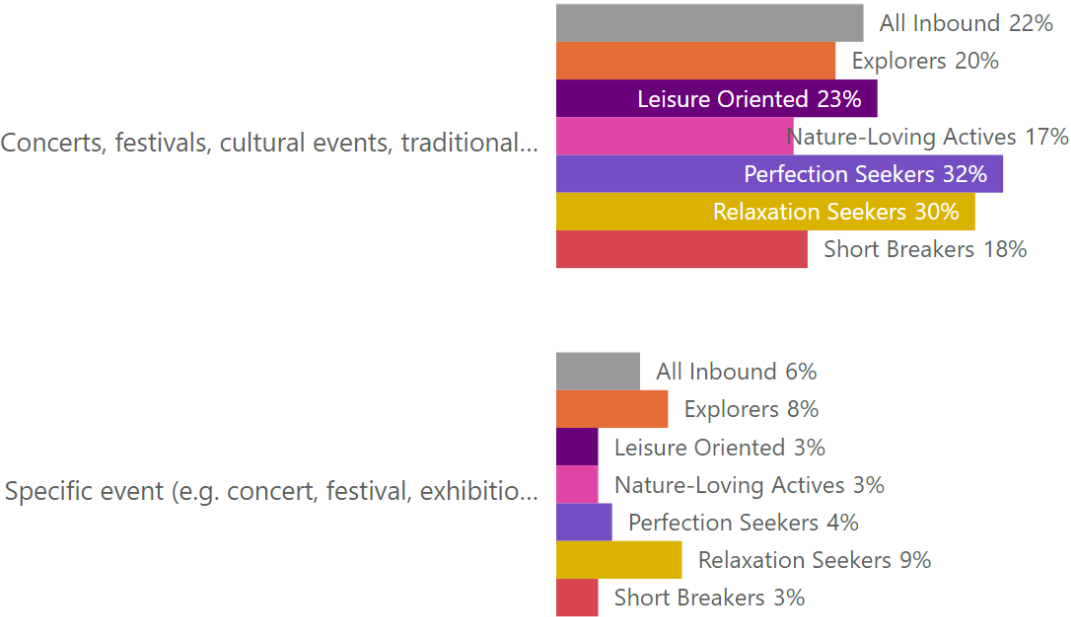 All Inbound 22%
Explorers 20%
Leisure Oriented 23%
Concerts, festivals, cultural events, traditional...
Nature-Loving Actives 17%
Perfection Seekers 32%
Relaxation Seekers 30%
Short Breakers 18%
All Inbound 6%
Explorers 8%
Leisure Oriented 3%
Nature-Loving Actives 3%
Specific event (e.g. concert, festival, exhibitio...
Perfection Seekers 4%
Relaxation Seekers 9%
Short Breakers 3%